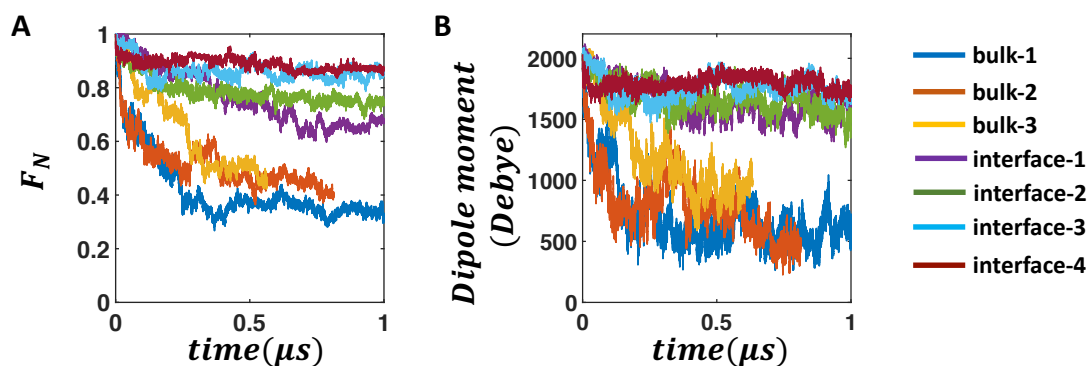 A
1
0.8
0.6
0.4
0.2
0
F_N
0 0.5 1
time(μs)
B
2000
1500
1000
500
0
Dipole moment
(Debye)
0 0.5 1
time(μs)
bulk-1
bulk-2
bulk-3
interface-1
interface-2
interface-3
interface-4